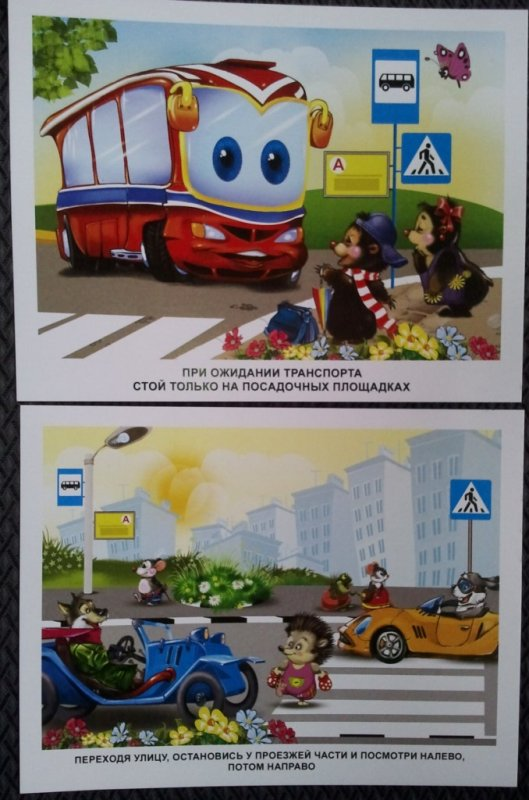 А
ПРИ ОЖИДАНИИ ТРАНСПОРТА
СТОЙ ТОЛЬКО НА ПОСАДОЧНЫХ ПЛОЩАДКАХ
А
ПЕРЕХОДЯ УЛИЦУ, ОСТАНОВИСЬ У ПРОЕЗЖЕЙ ЧАСТИ И ПОСМОТРИ НАЛЕВО,
ПОТОМ НАПРАВО